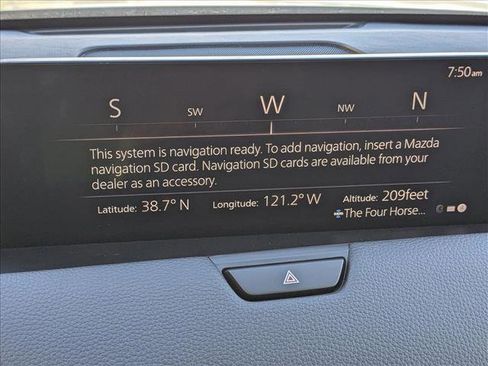 7:50am
S SW W NW N
This system is navigation ready. To add navigation, insert a Mazda
navigation SD card. Navigation SD cards are available from your
dealer as an accessory.
Latitude: 38.7° N Longitude: 121.2° W Altitude: 209feet
The Four Horse...